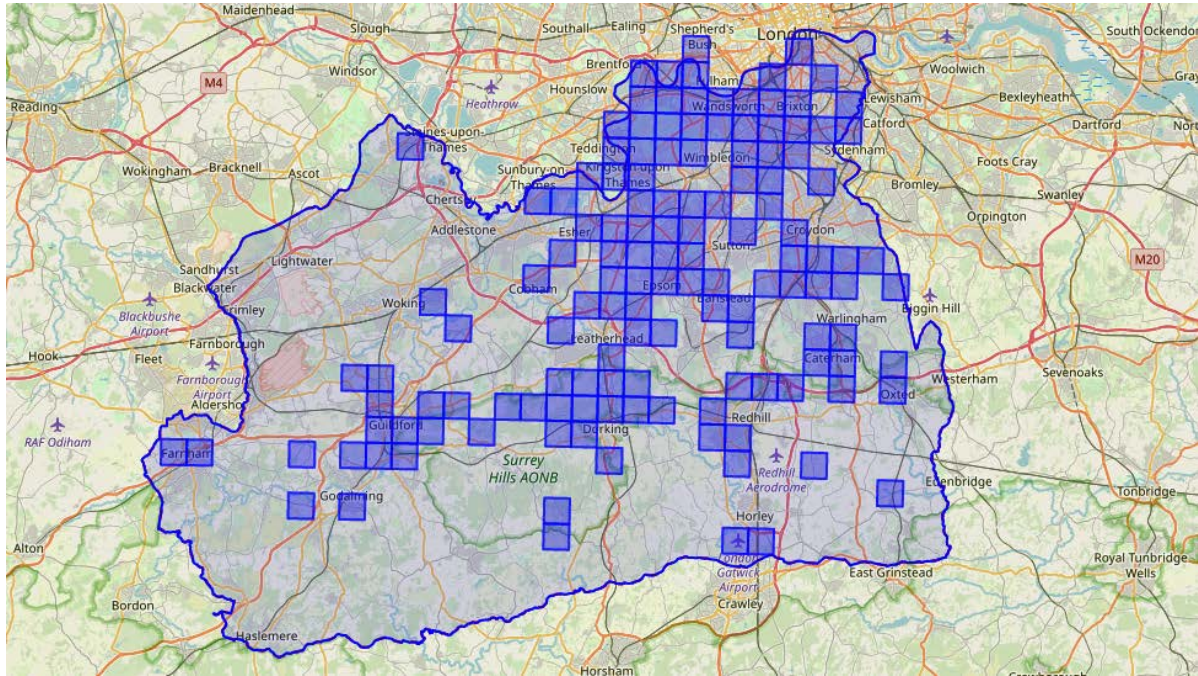 Maidenhead
Slough
Southall
Ealing
Shepherd's
Bush
London
South Ockendon
M4
Windsor
Brentford
Hounslow
Woolwich
Reading
Heathrow
Wandsworth
Brixton
Lewisham
Bexleyheath
Dartford
Catford
Staines-upon-
Thames
Teddington
Wimbledon
Sydenham
Wokingham
Bracknell
Ascot
Sunbury-on-
Thames
Kingston upon
Thames
Foots Cray
Bromley
Swanley
Addlestone
Esher
Croydon
Orpington
Sutton
Lightwater
Sandhurst
Blackwater
M20
Cobham
Epsom
Banstead
Biggin Hill
Woking
Blackbushe
Airport
Warlingham
Leatherhead
Hook
Fleet
Farnborough
Caterham
Westerham
Sevenoaks
Farnborough
Airport
Oxted
RAF Odiham
Guildford
Dorking
Redhill
Farnham
Surrey
Hills AONB
Redhill
Aerodrome
Edenbridge
Godalming
Tonbridge
Horley
Alton
London
Gatwick
Airport
East Grinstead
Royal Tunbridge
Wells
Bordon
Crawley
Haslemere
Horsham